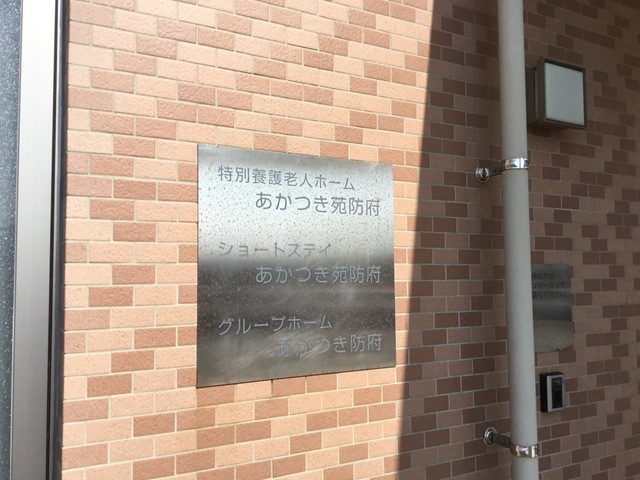 特別養護老人ホーム
あかつき苑防府
ショートステイ
あかつき苑防府
グループホーム
あかつき防府